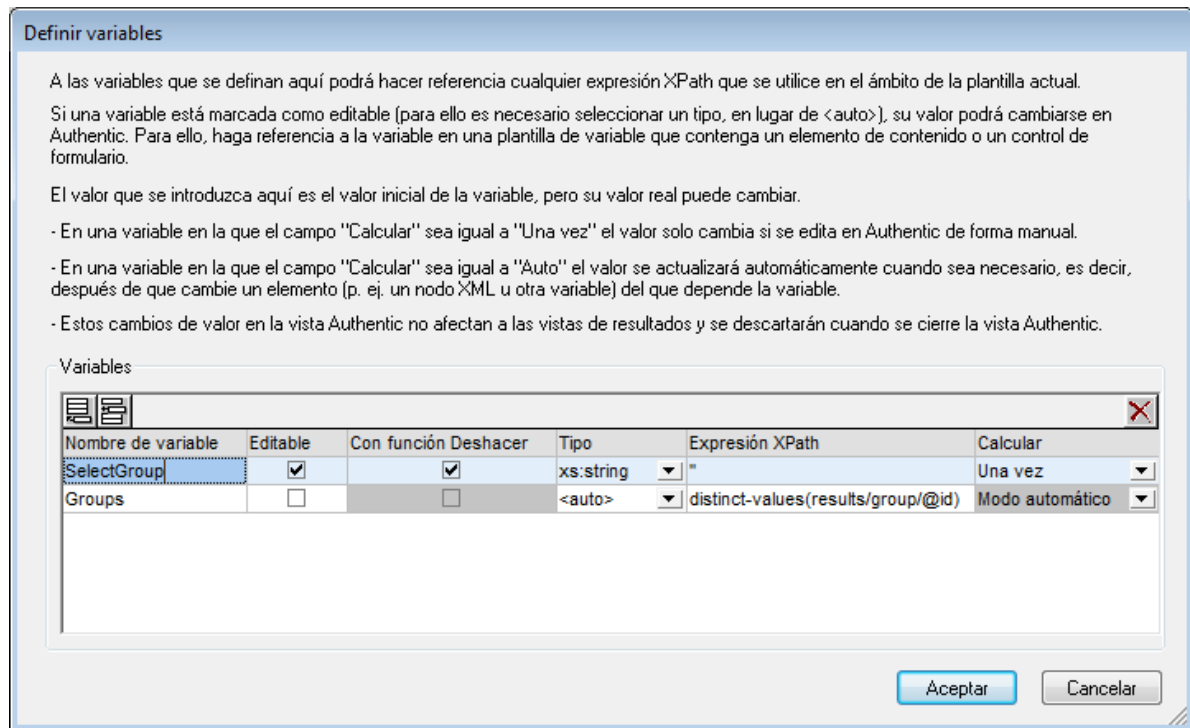 Definir variables
A las variables que se definan aquí podrá hacer referencia cualquier expresión XPath que se utilice en el ámbito de la plantilla actual.
Si una variable está marcada como editable (para ello es necesario seleccionar un tipo, en lugar de <auto>), su valor podrá cambiarse en
Authentic. Para ello, haga referencia a la variable en una plantilla de variable que contenga un elemento de contenido o un control de
formulario.
El valor que se introduzca aquí es el valor inicial de la variable, pero su valor real puede cambiar.
- En una variable en la que el campo "Calcular" sea igual a "Una vez" el valor solo cambia si se edita en Authentic de forma manual.
- En una variable en la que el campo "Calcular" sea igual a "Auto" el valor se actualizará automáticamente cuando sea necesario, es decir,
después de que cambie un elemento (p. ej. un nodo XML u otra variable) del que depende la variable.
- Estos cambios de valor en la vista Authentic no afectan a las vistas de resultados y se descartarán cuando se cierre la vista Authentic.
Variables
Nombre de variable Editable Con función Deshacer Tipo Expresión XPath Calcular
SelectGroup xs:string '' Una vez
Groups <auto> distinct-values(results/group/@id) Modo automático
Aceptar Cancelar